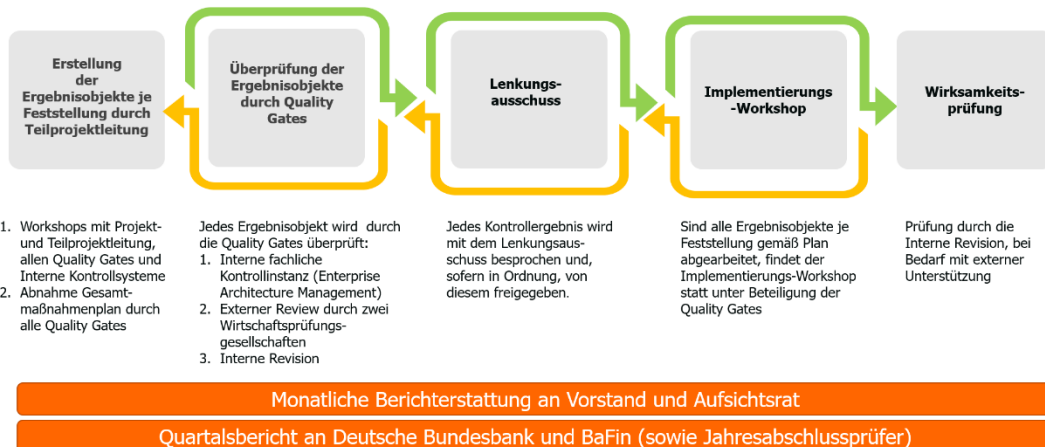 Erstellung
der
Ergebnisobjekte je
Feststellung durch
Teilprojektleitung
Überprüfung der
Ergebnisobjekte
durch Quality
Gates
Lenkungs-
ausschuss
Implementierungs
-Workshop
Wirksamkeits-
prüfung
1. Workshops mit Projekt-
und Teilprojektleitung,
allen Quality Gates und
Interne Kontrollsysteme
2. Abnahme Gesamt-
maßnahmenplan durch
alle Quality Gates
Jedes Ergebnisobjekt wird durch
die Quality Gates überprüft:
1. Interne fachliche
Kontrollinstanz (Enterprise
Architecture Management)
2. Externer Review durch zwei
Wirtschaftsprüfungs-
gesellschaften
3. Interne Revision
Jedes Kontrollergebnis wird
mit dem Lenkungsaus-
schuss besprochen und,
sofern in Ordnung, von
diesem freigegeben.
Sind alle Ergebnisobjekte je
Feststellung gemäß Plan
abgearbeitet, findet der
Implementierungs-Workshop
statt unter Beteiligung der
Quality Gates
Prüfung durch die
Interne Revision, bei
Bedarf mit externer
Unterstützung
Monatliche Berichterstattung an Vorstand und Aufsichtsrat
Quartalsbericht an Deutsche Bundesbank und BaFin (sowie Jahresabschlussprüfer)